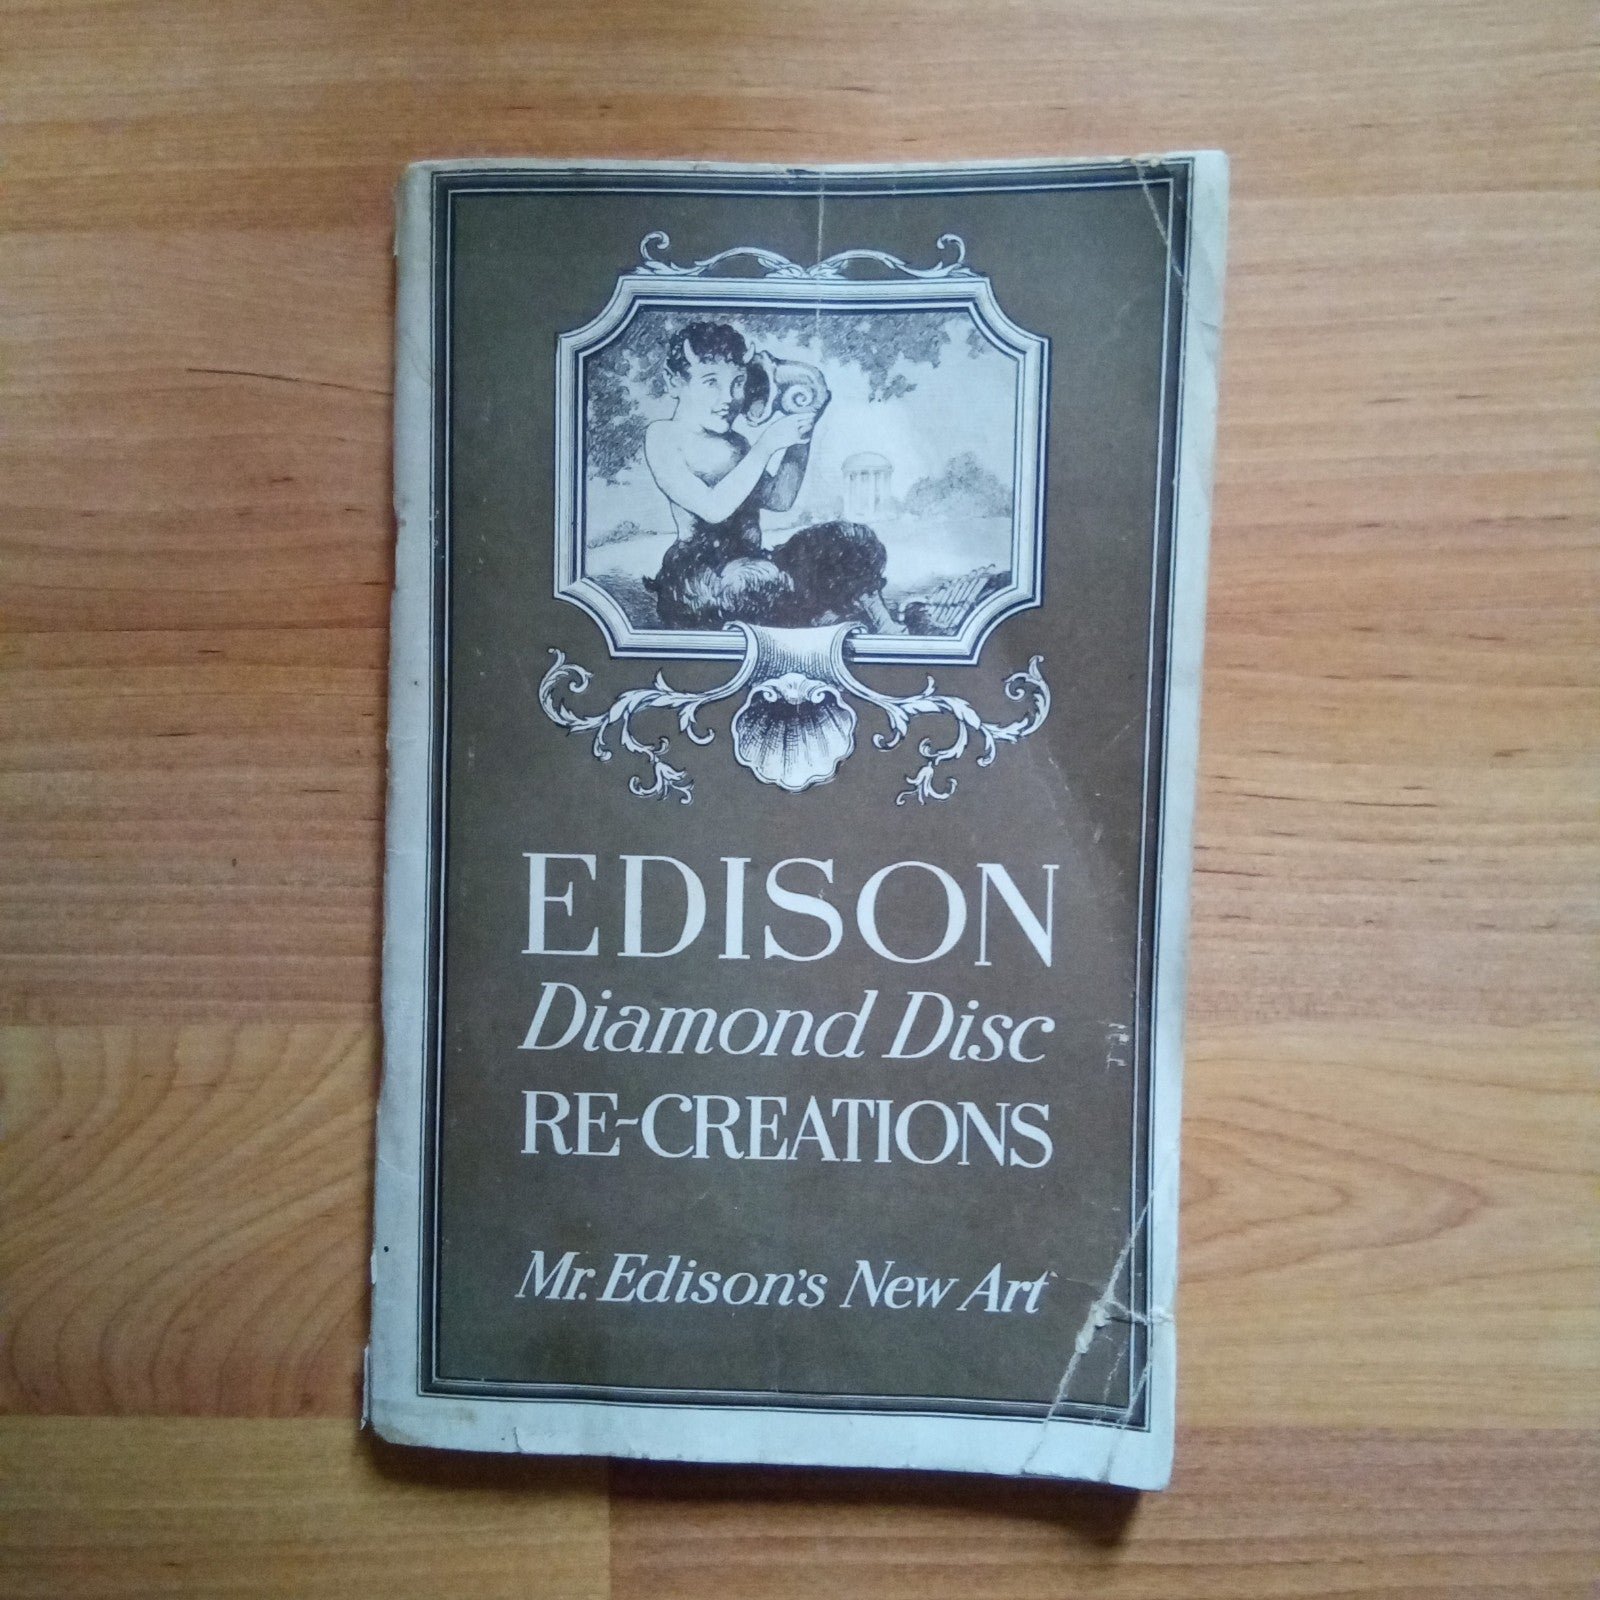 EDISON
Diamond Disc
RE-CREATIONS
Mr. Edison's New Art